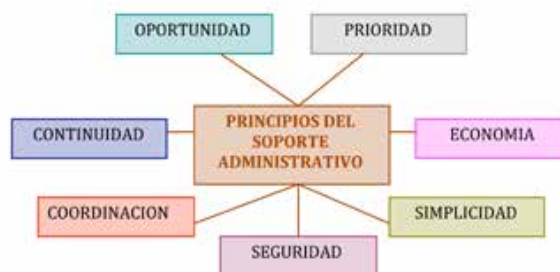 OPORTUNIDAD
PRIORIDAD
PRINCIPIOS DEL
SOPORTE
ADMINISTRATIVO
CONTINUIDAD
ECONOMIA
COORDINACION
SIMPLICIDAD
SEGURIDAD